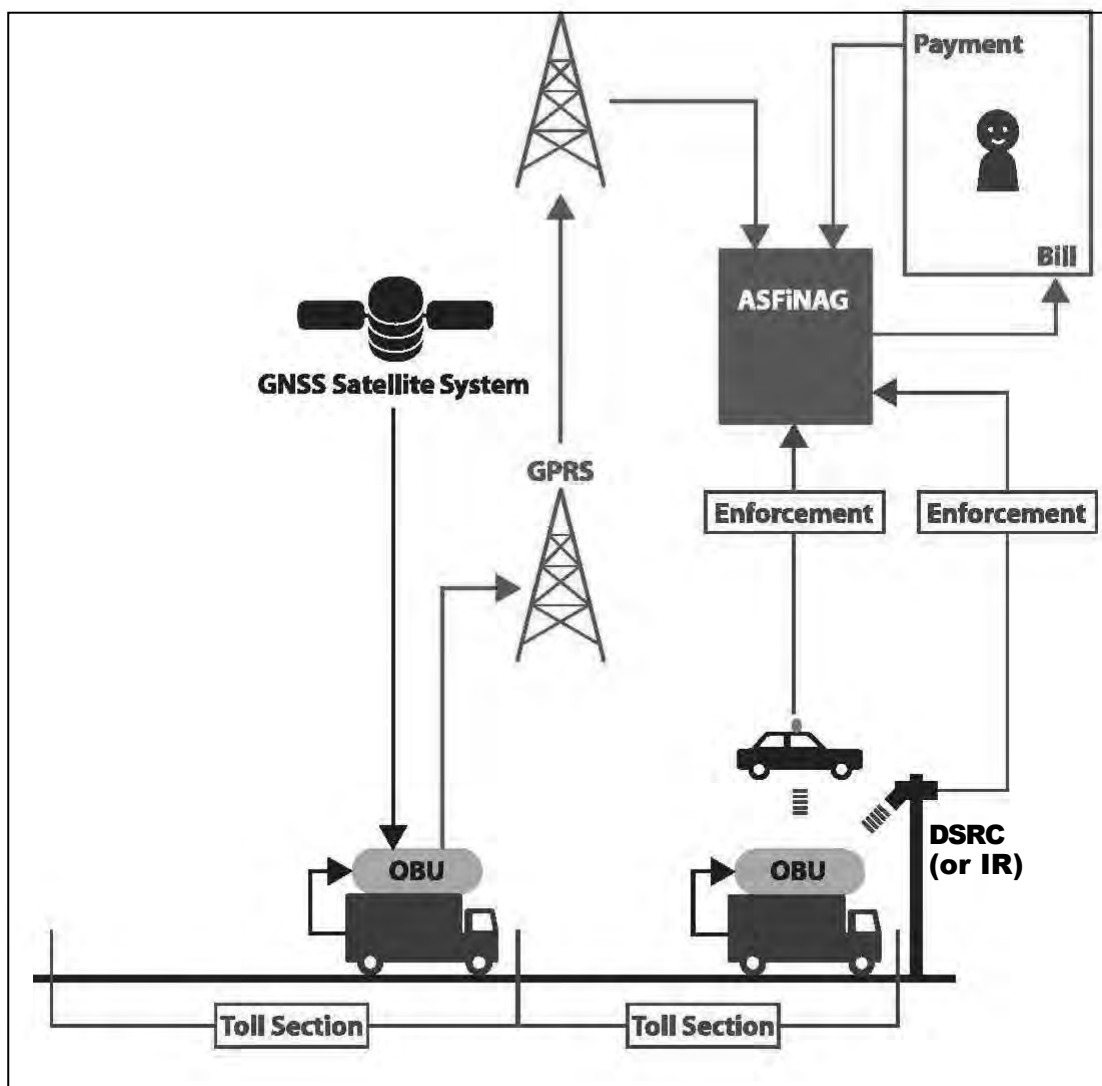 Payment
Bill
ASFiNAG
GNSS Satellite System
GPRS
Enforcement
Enforcement
DSRC
(or IR)
OBU
OBU
Toll Section
Toll Section